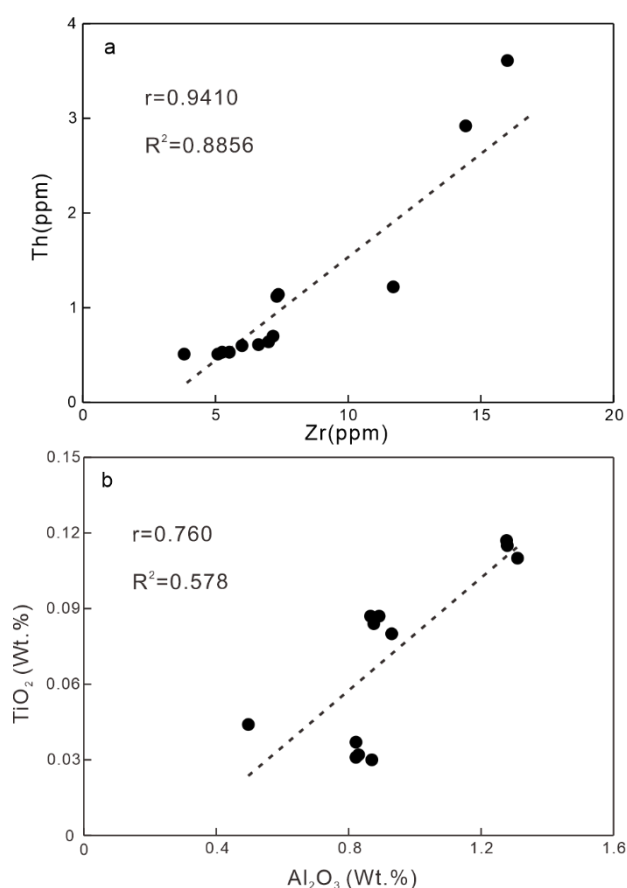 a
r=0.9410
R²=0.8856
4
3
2
1
0
Th(ppm)
0 5 10 15 20
Zr(ppm)
b
r=0.760
R²=0.578
0.15
0.12
0.09
0.06
0.03
0
TiO₂(Wt.%)
0 0.4 0.8 1.2 1.6
Al₂O₃(Wt.%)